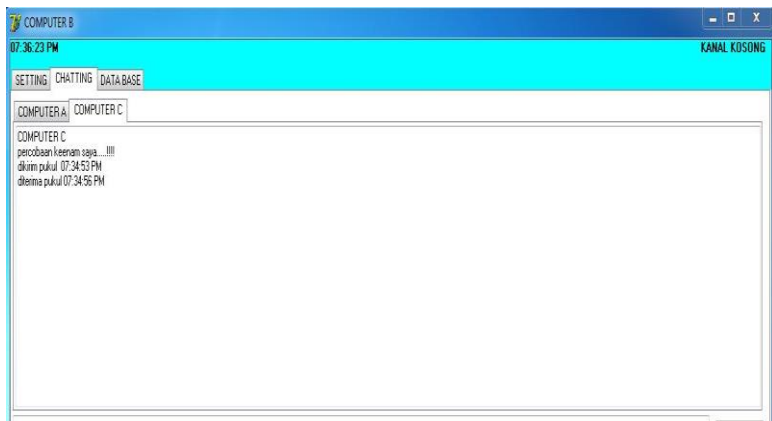 COMPUTER B
07:36:23 PM KANAL KOSONG
SETTING CHATTING DATA BASE
COMPUTER A COMPUTER C
COMPUTER C
percobaan keenam saya.....!!!!
dikirim pukul 07:34:53 PM
diterima pukul 07:34:56 PM